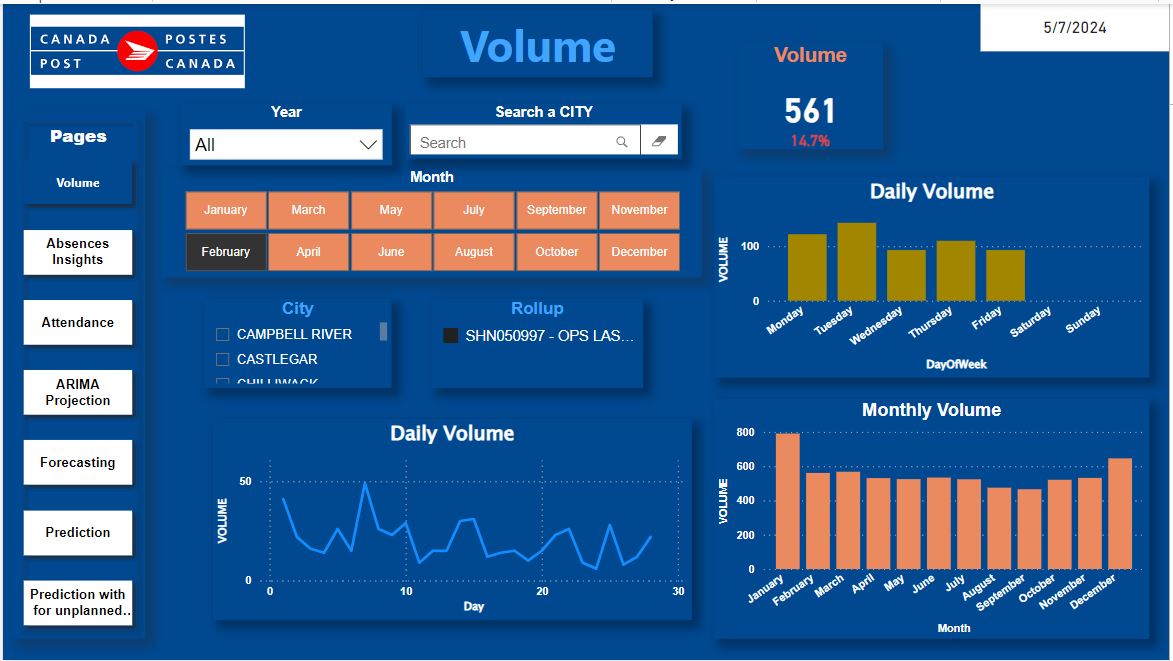 CANADA POSTES
POST CANADA
Volume
5/7/2024
Volume
561
14.7%
Pages
Volume
Absences
Insights
Attendance
ARIMA
Projection
Forecasting
Prediction
Prediction with
for unplanned..
Year
All
Search a CITY
Search
Month
January March May July September November
February April June August October December
City
CAMPBELL RIVER
CASTLEGAR
CHILLIWACK
Rollup
SHN050997 - OPS LAS...
Daily Volume
VOLUME
100
0
Monday Tuesday Wednesday Thursday Friday Saturday Sunday
DayOfWeek
Daily Volume
VOLUME
50
0
0 10 20 30
Day
Monthly Volume
VOLUME
800
600
400
200
0
January February March April May June July August September October November December
Month